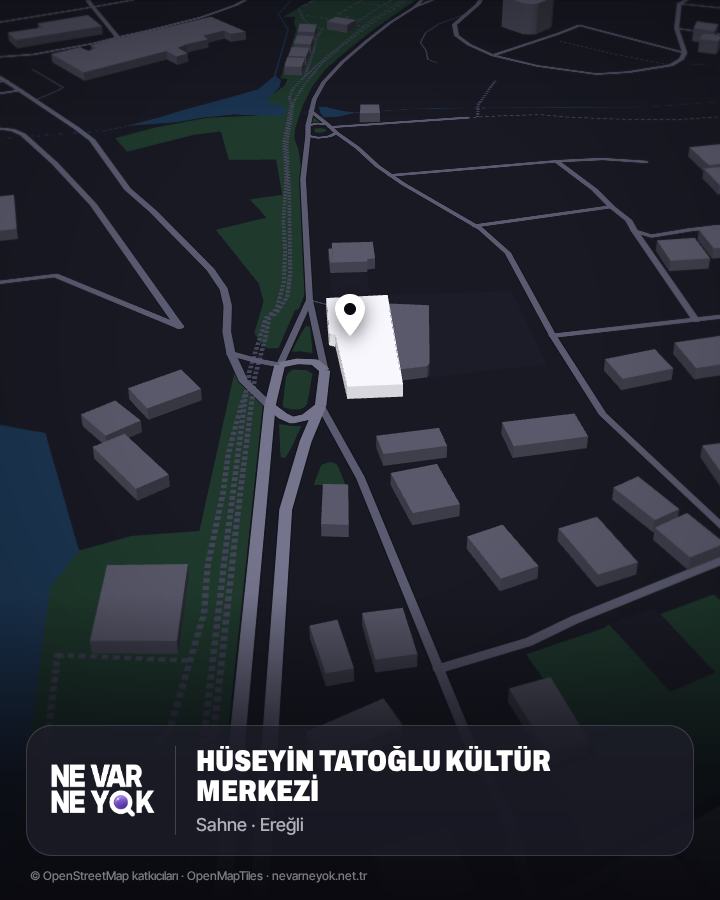 NE VAR
NE YOK
HÜSEYİN TATOĞLU KÜLTÜR
MERKEZİ
Sahne · Ereğli
© OpenStreetMap katkıcıları · OpenMapTiles · nevarneyok.net.tr